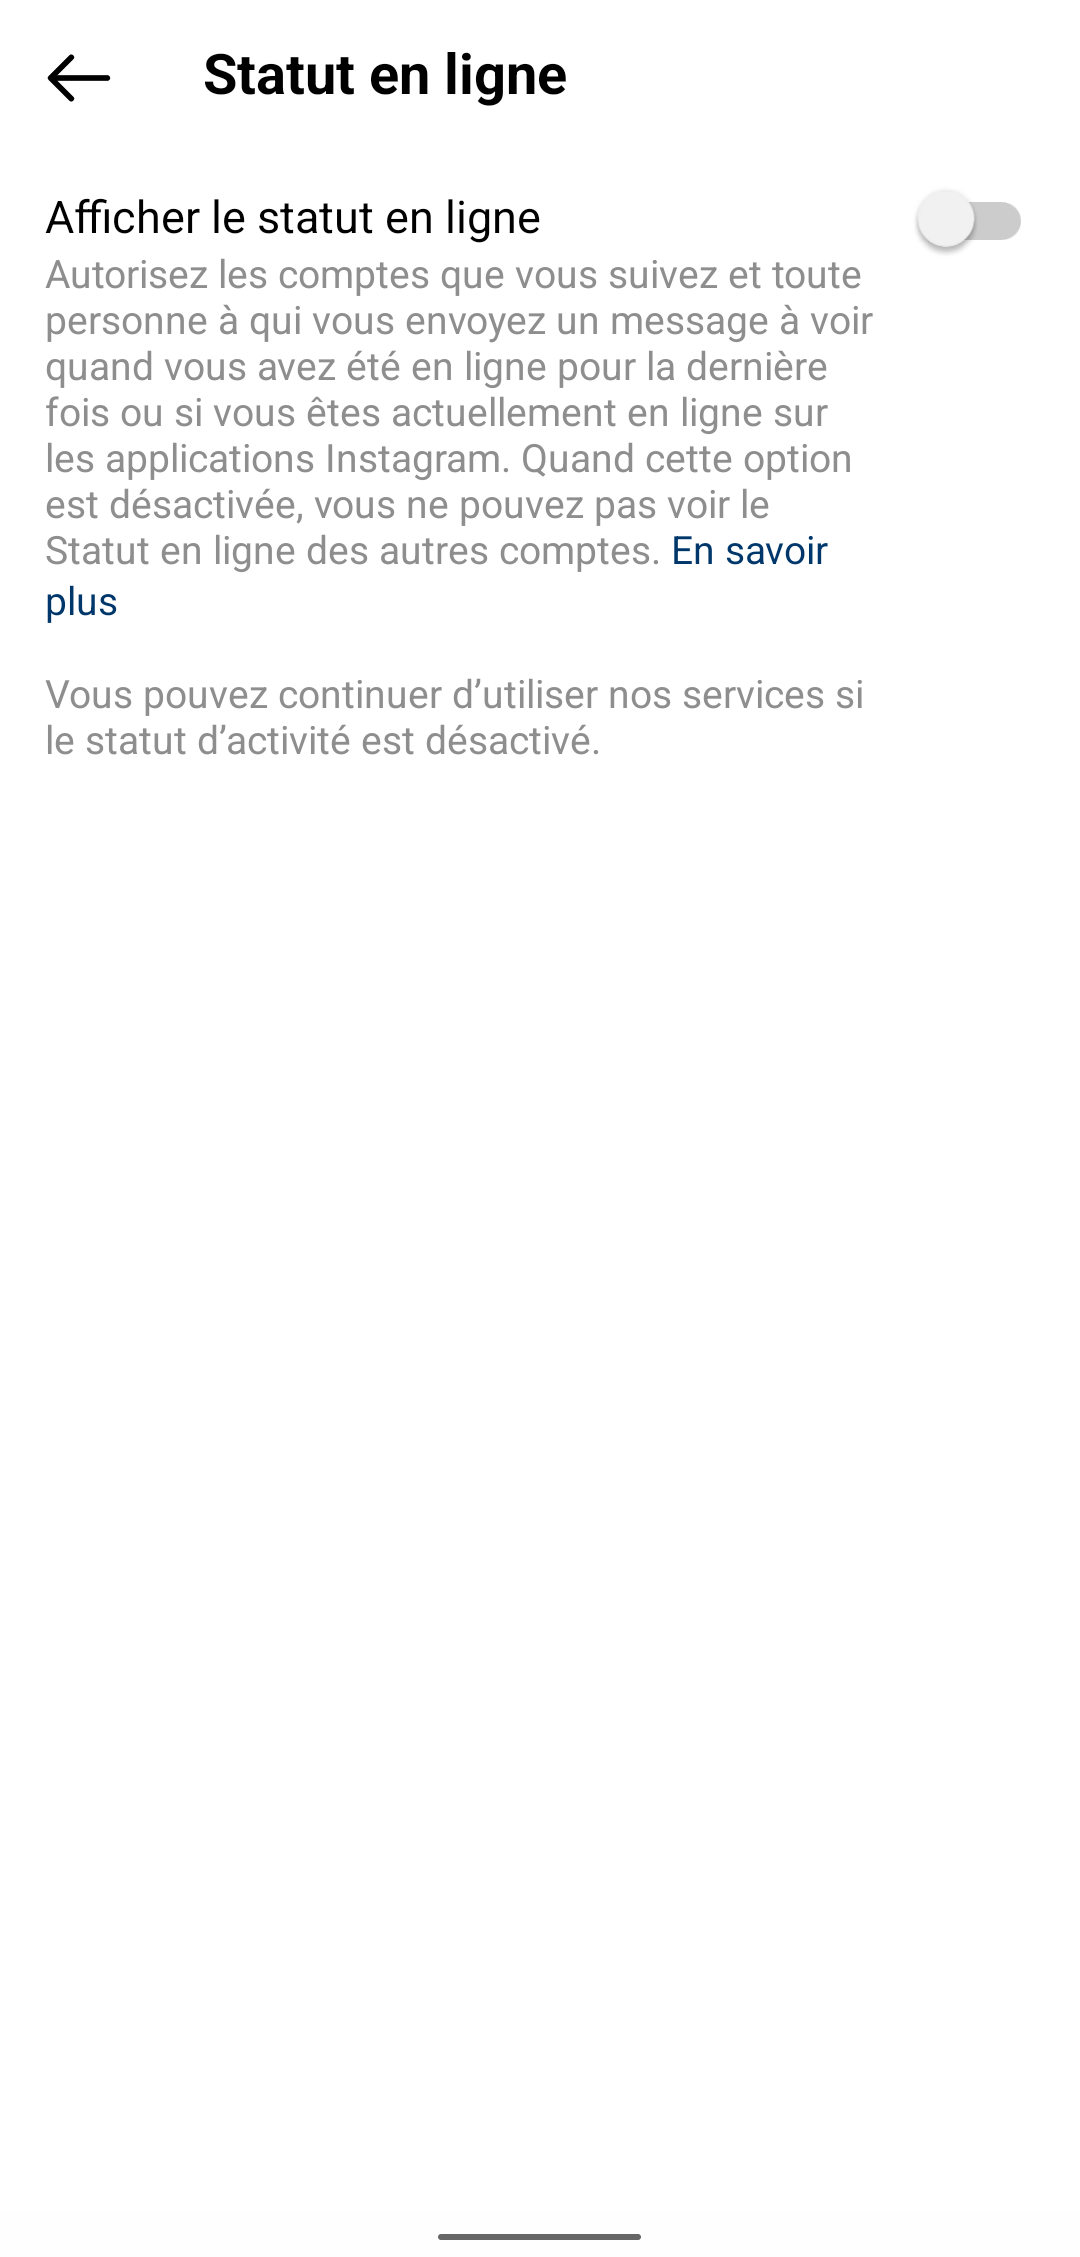 Statut en ligne
Afficher le statut en ligne
Autorisez les comptes que vous suivez et toute
personne à qui vous envoyez un message à voir
quand vous avez été en ligne pour la dernière
fois ou si vous êtes actuellement en ligne sur
les applications Instagram. Quand cette option
est désactivée, vous ne pouvez pas voir le
Statut en ligne des autres comptes. En savoir
plus
Vous pouvez continuer d’utiliser nos services si
le statut d’activité est désactivé.